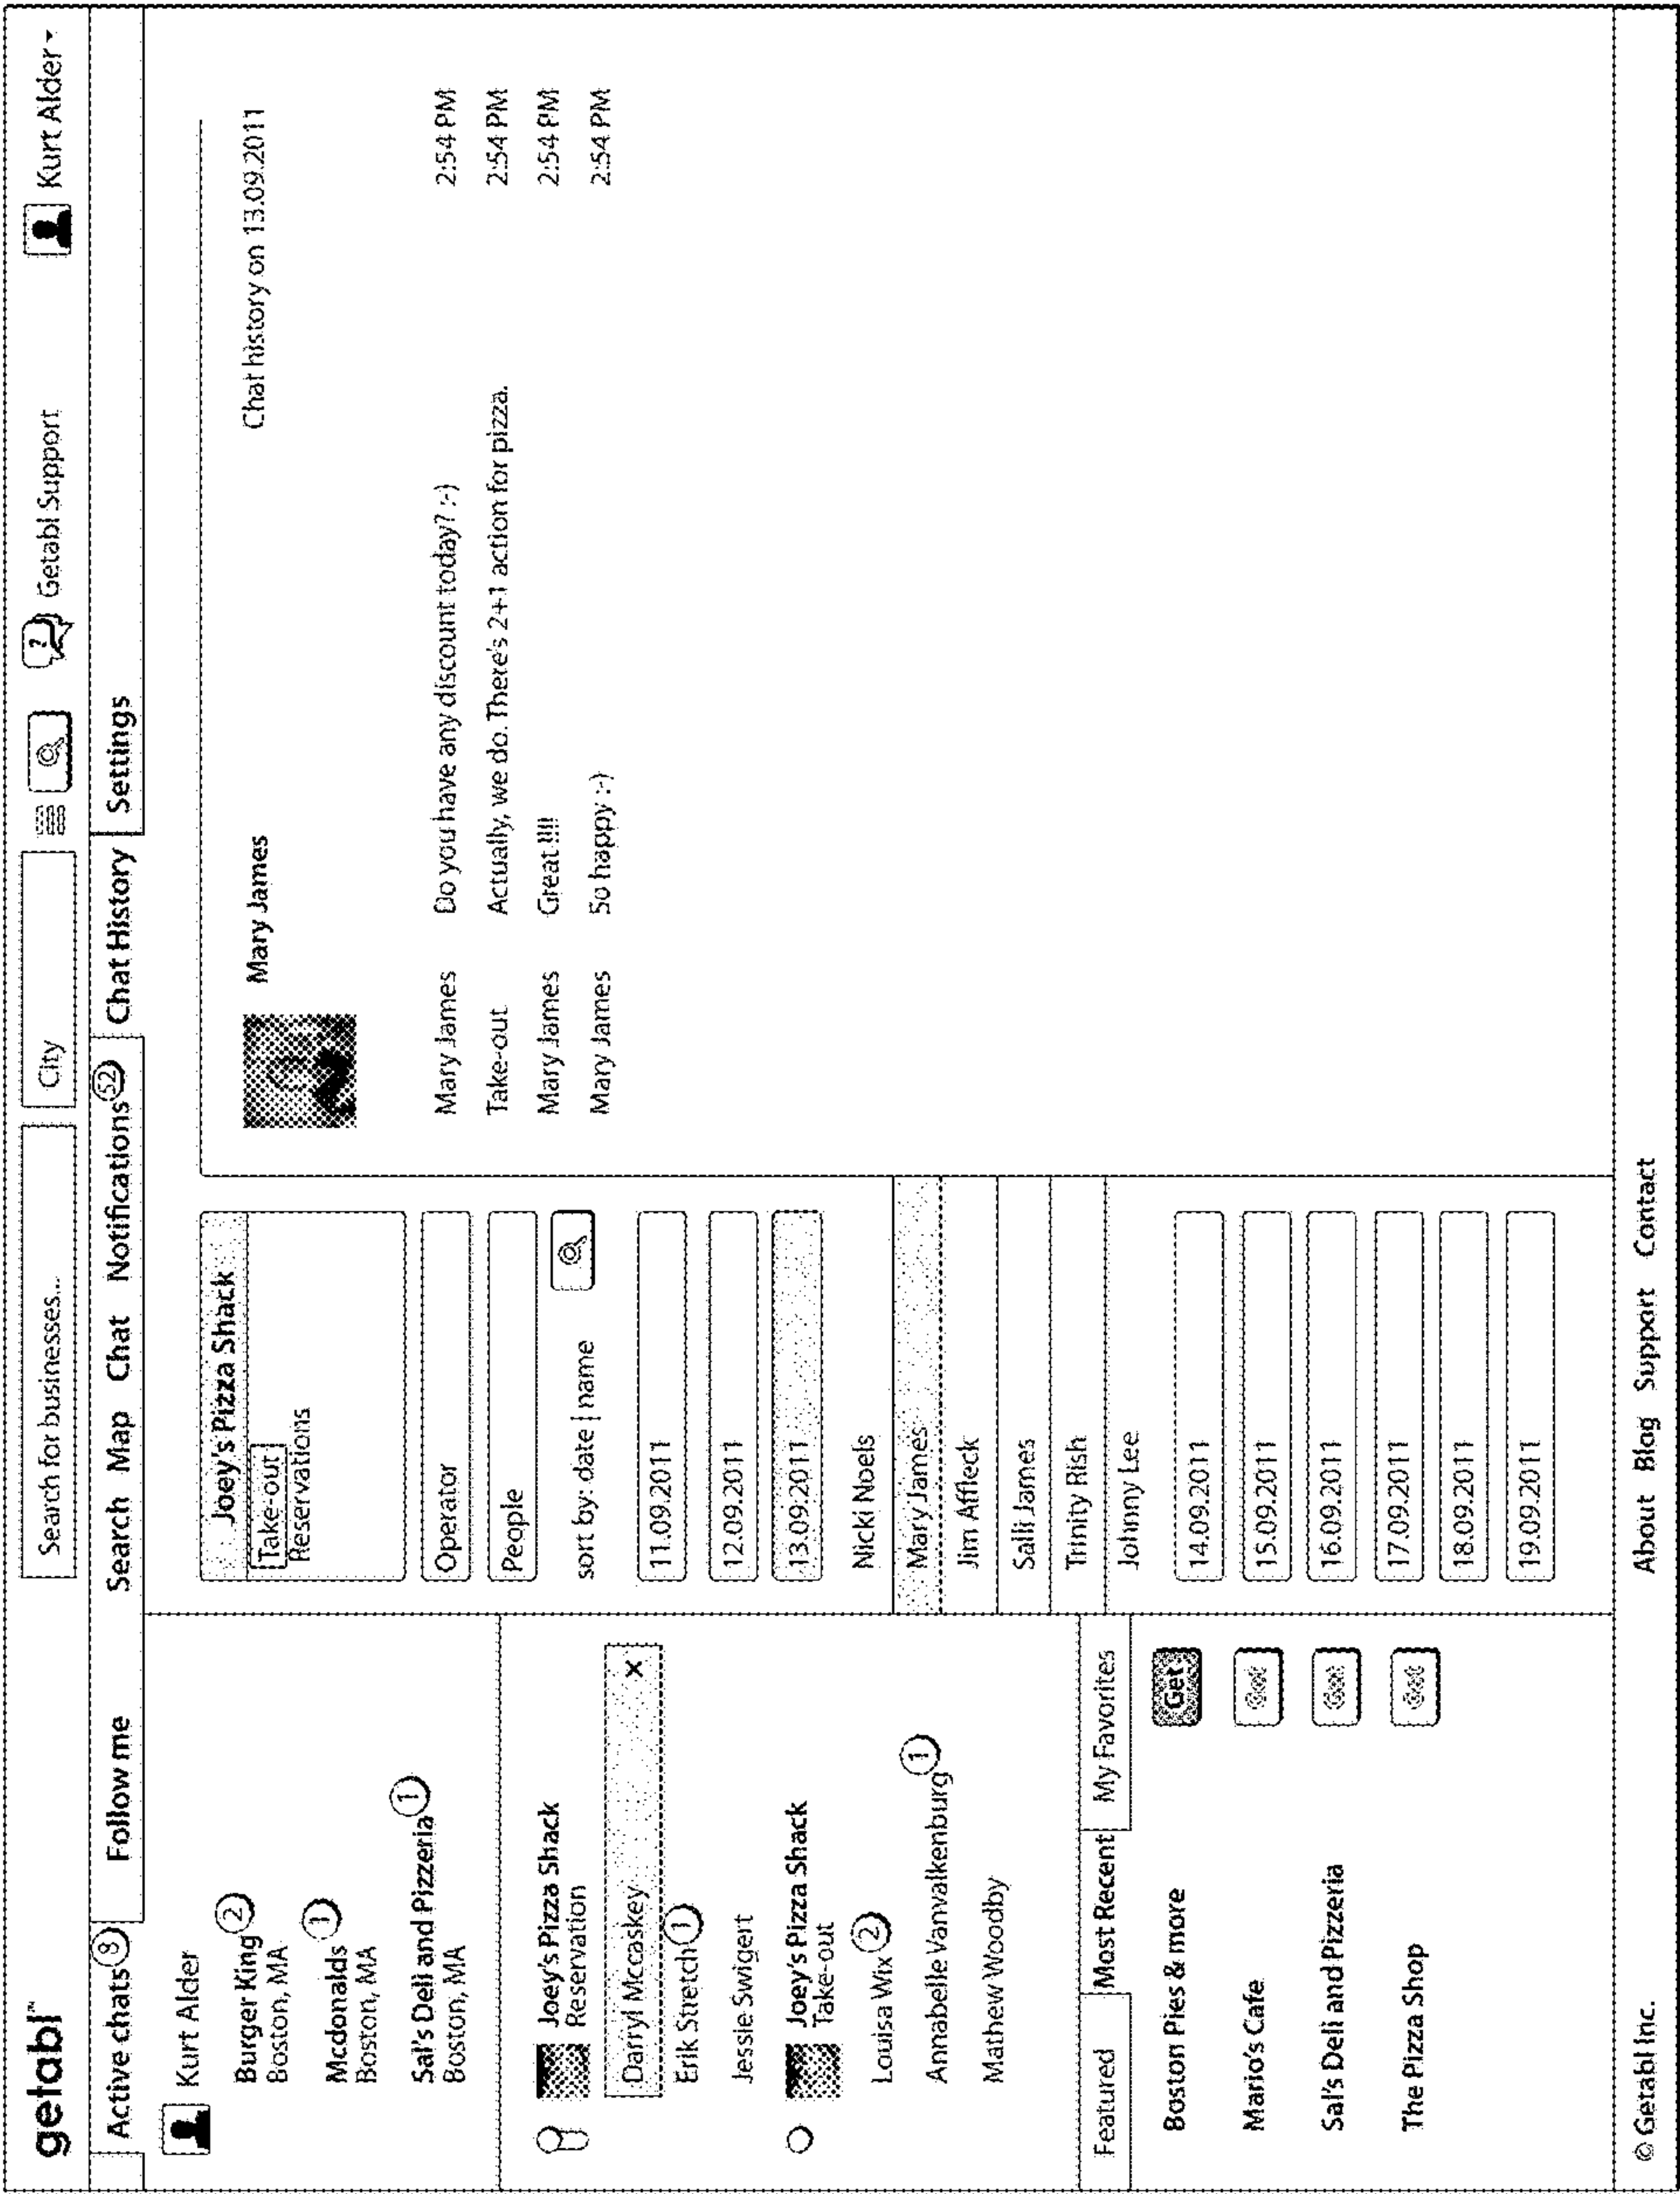 getabl™
Search for businesses...
City
Getabl Support
Kurt Alder
Active chats 8
Follow me
Search Map Chat Notifications 52
Chat History
Settings
Kurt Alder
Burger King 2
Boston, MA
Mcdonalds 1
Boston, MA
Sal's Deli and Pizzeria 1
Boston, MA
Joey's Pizza Shack
Reservation
Darryl Mccaskey x
Erik Stretch 1
Jessie Swigert
Joey's Pizza Shack
Take-out
Louisa Wix 2
Annabelle Vanvalkenburg 1
Mathew Woodby
Featured
Most Recent
My Favorites
Boston Pies & more Get
Mario's Cafe Get
Sal's Deli and Pizzeria Get
The Pizza Shop Get
Joey's Pizza Shack
Take-out
Reservations
Operator
People
sort by: date | name
11.09.2011
12.09.2011
13.09.2011
Nicki Noels
Mary James
Jim Affleck
Salli James
Trinity Rish
Johnny Lee
14.09.2011
15.09.2011
16.09.2011
17.09.2011
18.09.2011
19.09.2011
Mary James
Chat history on 13.09.2011
Mary James Do you have any discount today? :-) 2:54 PM
Take-out Actually, we do. There's 2+1 action for pizza. 2:54 PM
Mary James Great !!!! 2:54 PM
Mary James So happy :-) 2:54 PM
© Getabl Inc.
About Blog Support Contact